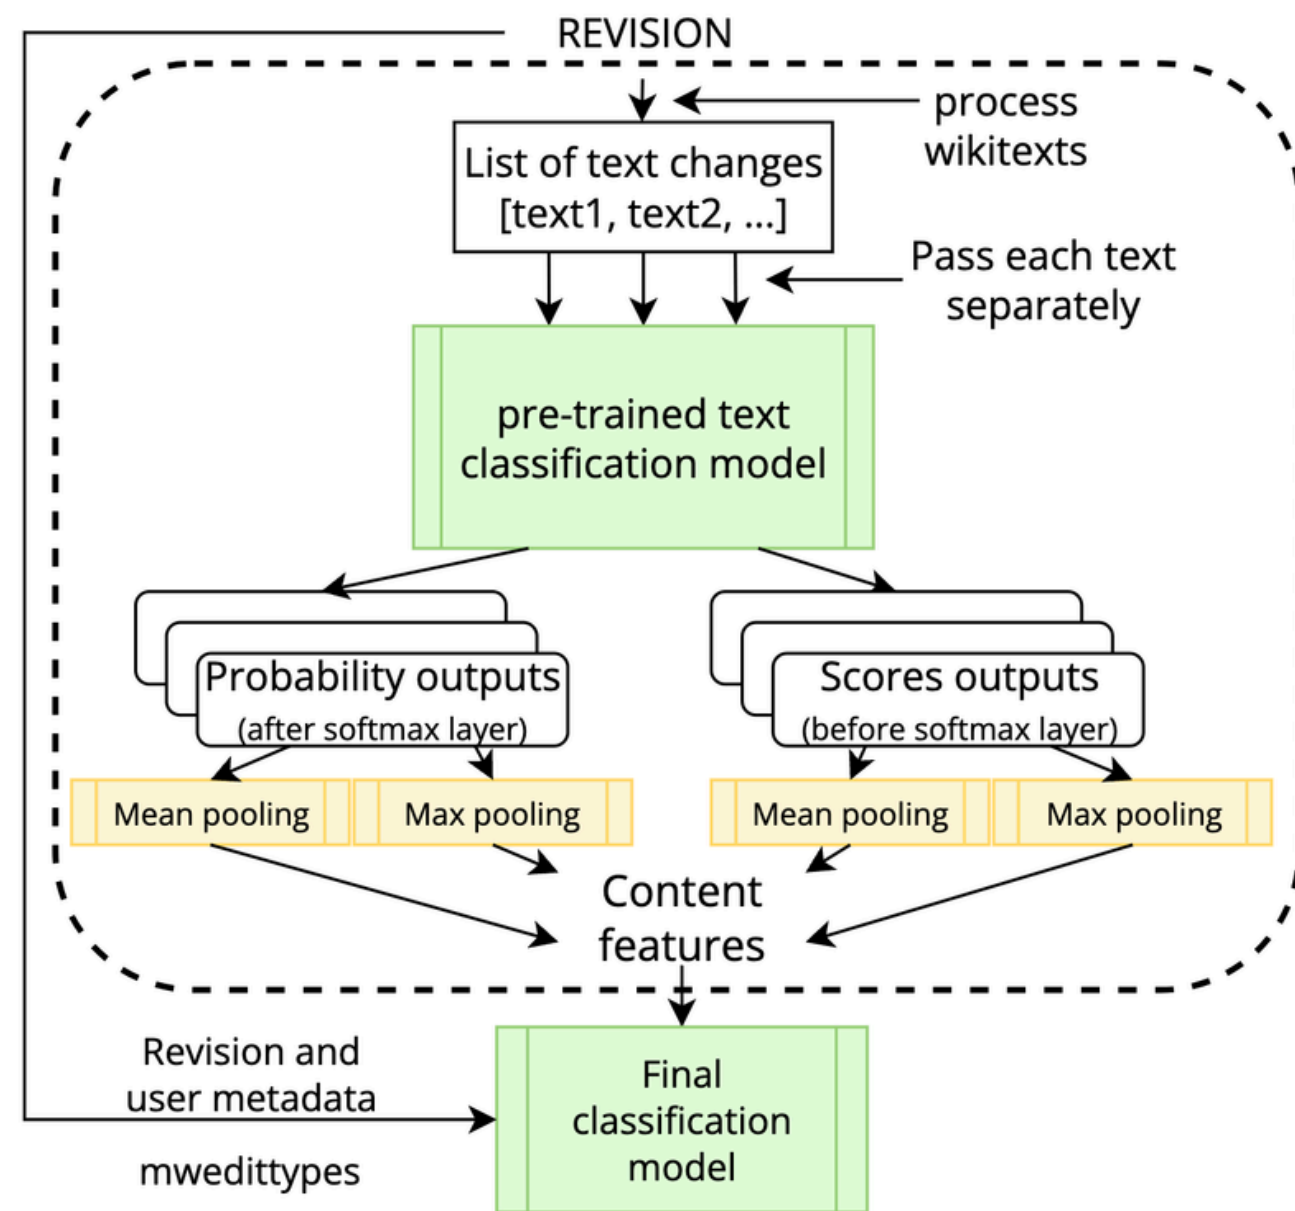 REVISION
process
wikitexts
List of text changes
[text1, text2, ...]
Pass each text
separately
pre-trained text
classification model
Probability outputs
(after softmax layer)
Scores outputs
(before softmax layer)
Mean pooling
Max pooling
Mean pooling
Max pooling
Content
features
Revision and
user metadata
mwedittypes
Final
classification
model